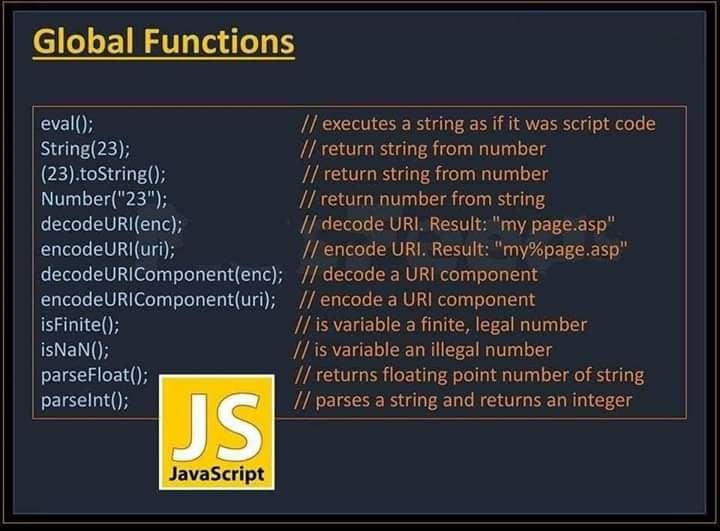 Global Functions
eval(); // executes a string as if it was script code
String(23); // return string from number
(23).toString(); // return string from number
Number("23"); // return number from string
decodeURI(enc); // decode URI. Result: "my page.asp"
encodeURI(uri); // encode URI. Result: "my%page.asp"
decodeURIComponent(enc); // decode a URI component
encodeURIComponent(uri); // encode a URI component
isFinite(); // is variable a finite, legal number
isNaN(); // is variable an illegal number
parseFloat(); // returns floating point number of string
parseInt(); // parses a string and returns an integer
JS
JavaScript